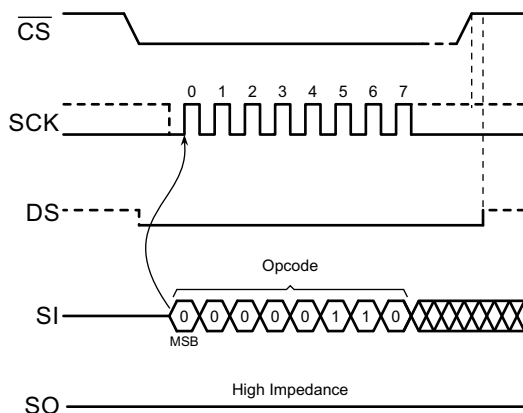 CS
0 1 2 3 4 5 6 7
SCK
DS
Opcode
SI 0 0 0 0 0 1 1 0
MSB
High Impedance
SO